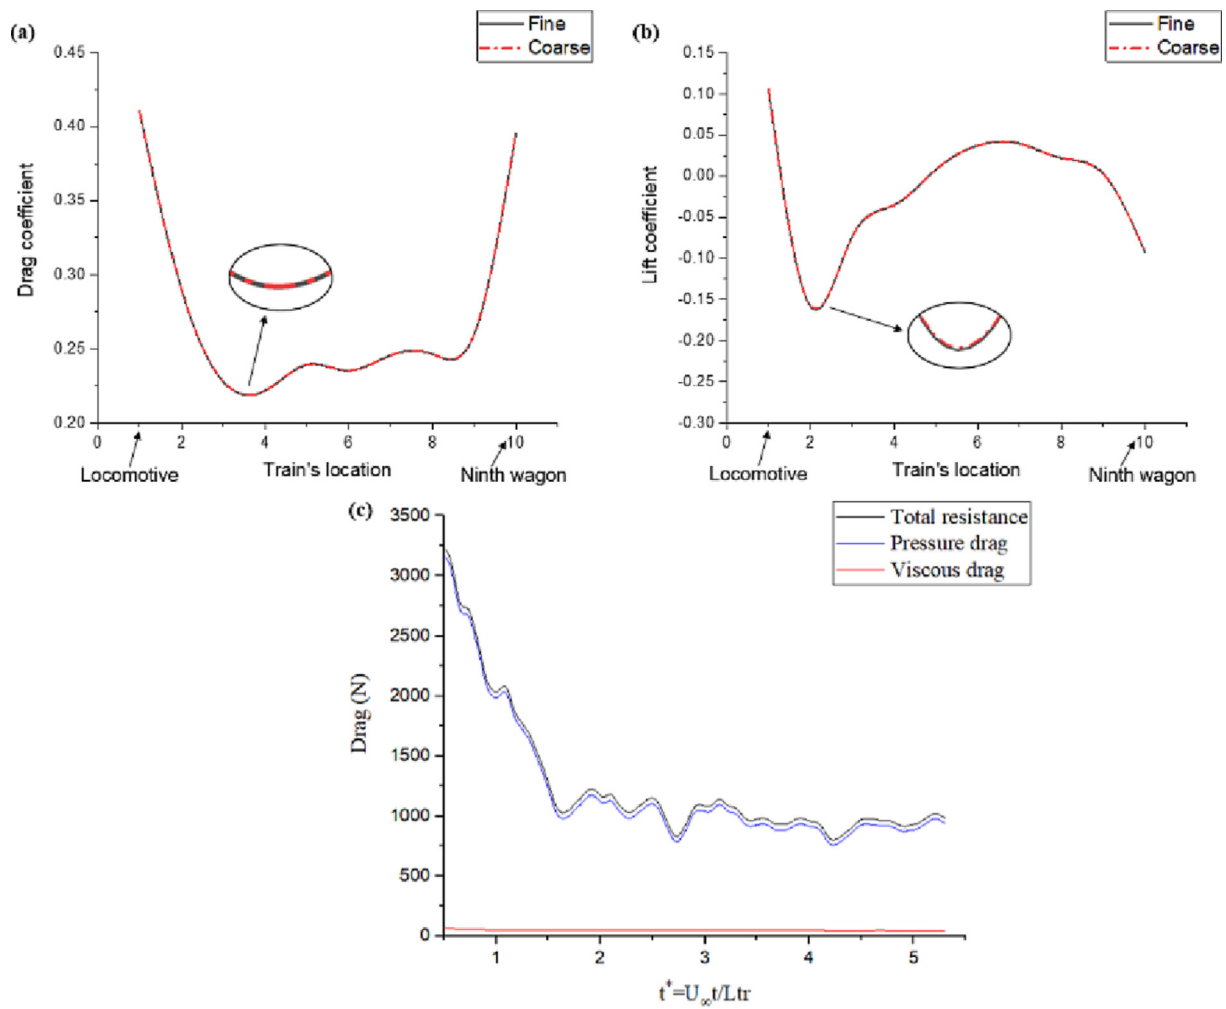 (a)
Fine
Coarse
0.45
0.40
0.35
0.30
0.25
0.20
Drag coefficient
0 2 4 6 8 10
Locomotive
Train's location
Ninth wagon
(b)
Fine
Coarse
0.10
0.05
0.00
-0.05
-0.10
-0.15
-0.20
-0.25
-0.30
Lift coefficient
0 2 4 6 8 10
Locomotive
Train's location
Ninth wagon
(c)
Total resistance
Pressure drag
Viscous drag
3500
3000
2500
2000
1500
1000
500
0
Drag (N)
1 2 3 4 5
t*=U∞t/Ltr